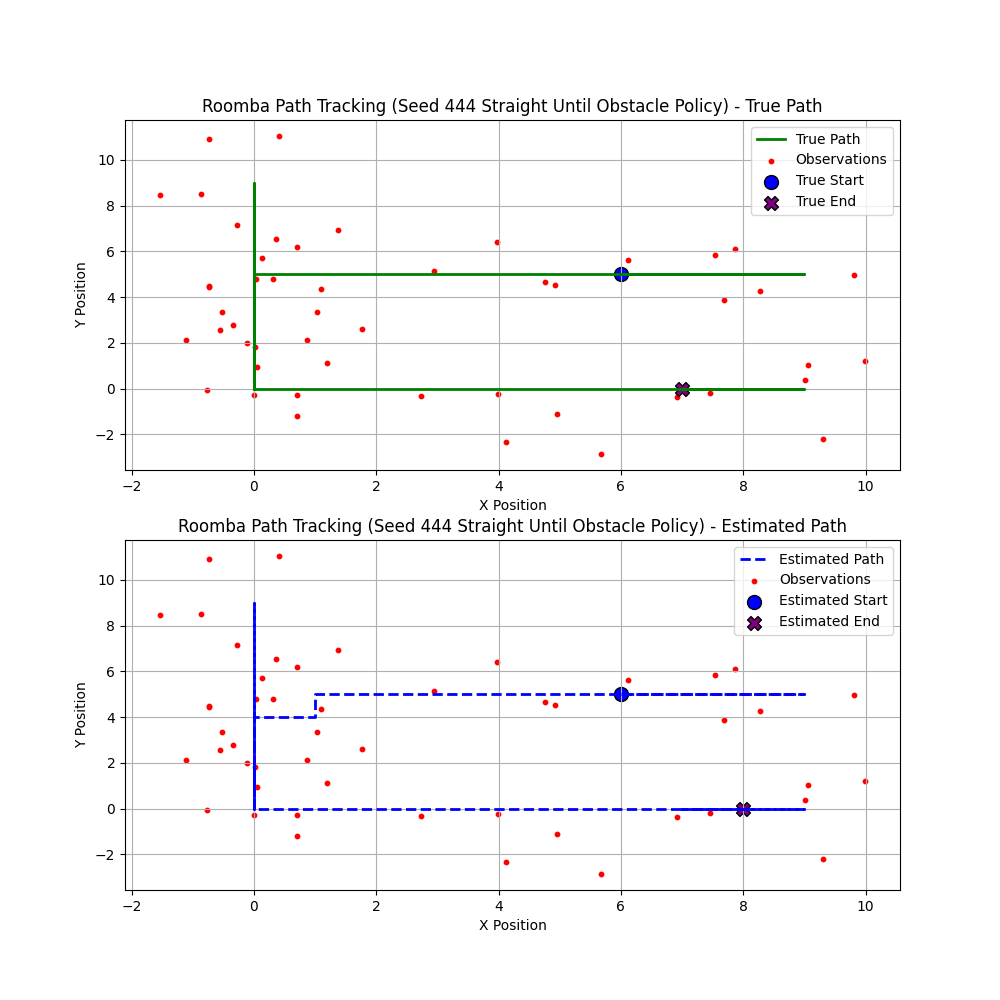 Roomba Path Tracking (Seed 444 Straight Until Obstacle Policy) - True Path
True Path
Observations
True Start
True End
Y Position
10
8
6
4
2
0
−2
−2 0 2 4 6 8 10
X Position
Roomba Path Tracking (Seed 444 Straight Until Obstacle Policy) - Estimated Path
Estimated Path
Observations
Estimated Start
Estimated End
Y Position
10
8
6
4
2
0
−2
−2 0 2 4 6 8 10
X Position